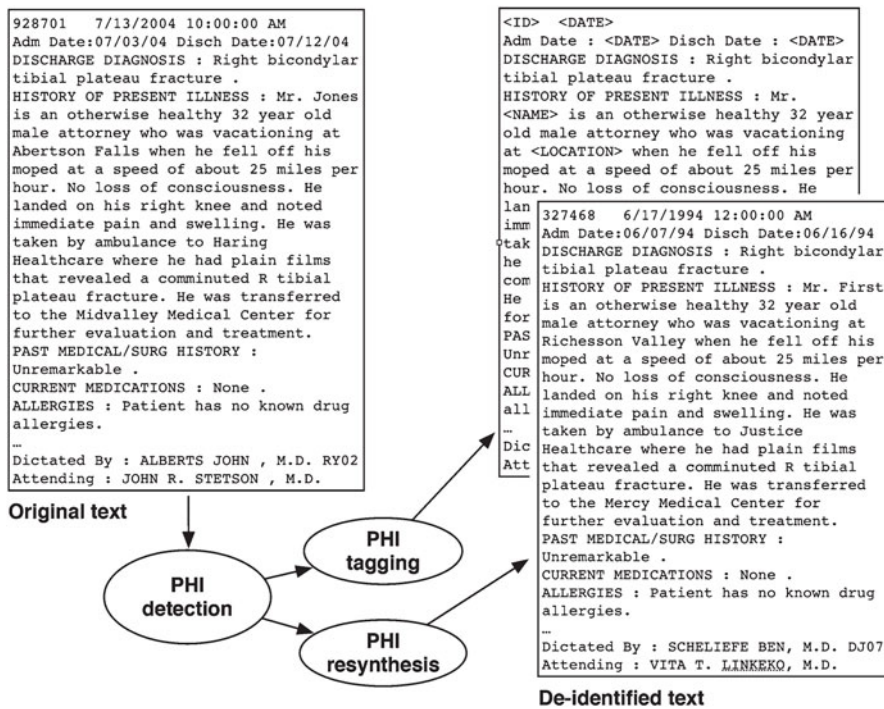 928701 7/13/2004 10:00:00 AM
Adm Date:07/03/04 Disch Date:07/12/04
DISCHARGE DIAGNOSIS : Right bicondylar
tibial plateau fracture .
HISTORY OF PRESENT ILLNESS : Mr. Jones
is an otherwise healthy 32 year old
male attorney who was vacationing at
Abertson Falls when he fell off his
moped at a speed of about 25 miles per
hour. No loss of consciousness. He
landed on his right knee and noted
immediate pain and swelling. He was
taken by ambulance to Haring
Healthcare where he had plain films
that revealed a comminuted R tibial
plateau fracture. He was transferred
to the Midvalley Medical Center for
further evaluation and treatment.
PAST MEDICAL/SURG HISTORY :
Unremarkable .
CURRENT MEDICATIONS : None .
ALLERGIES : Patient has no known drug
allergies.
…
Dictated By : ALBERTS JOHN , M.D. RY02
Attending : JOHN R. STETSON , M.D.
Original text
PHI
detection
PHI
tagging
PHI
resynthesis
<ID> <DATE>
Adm Date : <DATE> Disch Date : <DATE>
DISCHARGE DIAGNOSIS : Right bicondylar
tibial plateau fracture .
HISTORY OF PRESENT ILLNESS : Mr.
<NAME> is an otherwise healthy 32 year
old male attorney who was vacationing
at <LOCATION> when he fell off his
moped at a speed of about 25 miles per
hour. No loss of consciousness. He
lan
imm
tak
he
com
He
for
PAS
Unr
CUR
ALL
all
…
Dic
Att
327468 6/17/1994 12:00:00 AM
Adm Date:06/07/94 Disch Date:06/16/94
DISCHARGE DIAGNOSIS : Right bicondylar
tibial plateau fracture .
HISTORY OF PRESENT ILLNESS : Mr. First
is an otherwise healthy 32 year old
male attorney who was vacationing at
Richesson Valley when he fell off his
moped at a speed of about 25 miles per
hour. No loss of consciousness. He
landed on his right knee and noted
immediate pain and swelling. He was
taken by ambulance to Justice
Healthcare where he had plain films
that revealed a comminuted R tibial
plateau fracture. He was transferred
to the Mercy Medical Center for
further evaluation and treatment.
PAST MEDICAL/SURG HISTORY :
Unremarkable .
CURRENT MEDICATIONS : None .
ALLERGIES : Patient has no known drug
allergies.
…
Dictated By : SCHELIEFE BEN, M.D. DJ07
Attending : VITA T. LINKEKO, M.D.
De-identified text